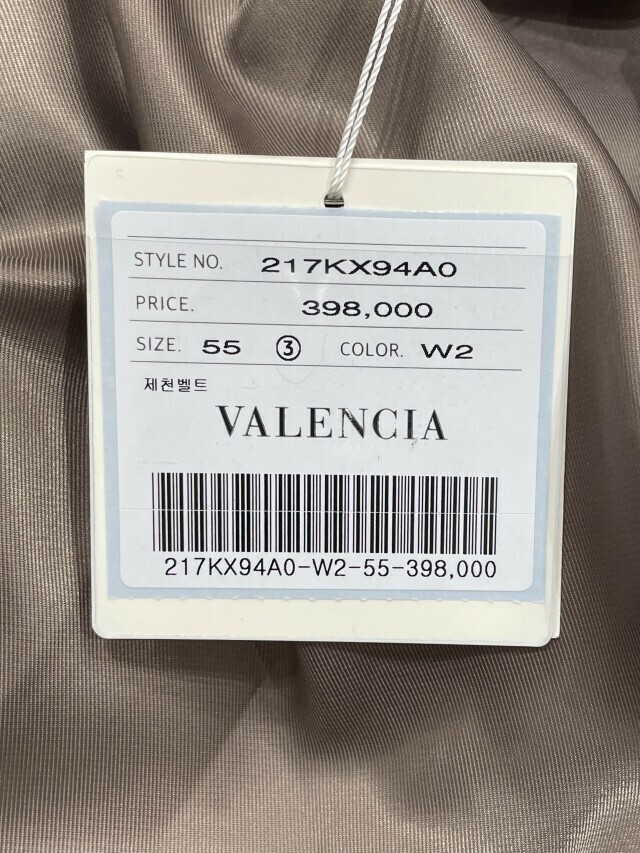 STYLE NO. 217KX94A0
PRICE. 398,000
SIZE. 55 ③ COLOR. W2
제천벨트
VALENCIA
217KX94A0-W2-55-398,000